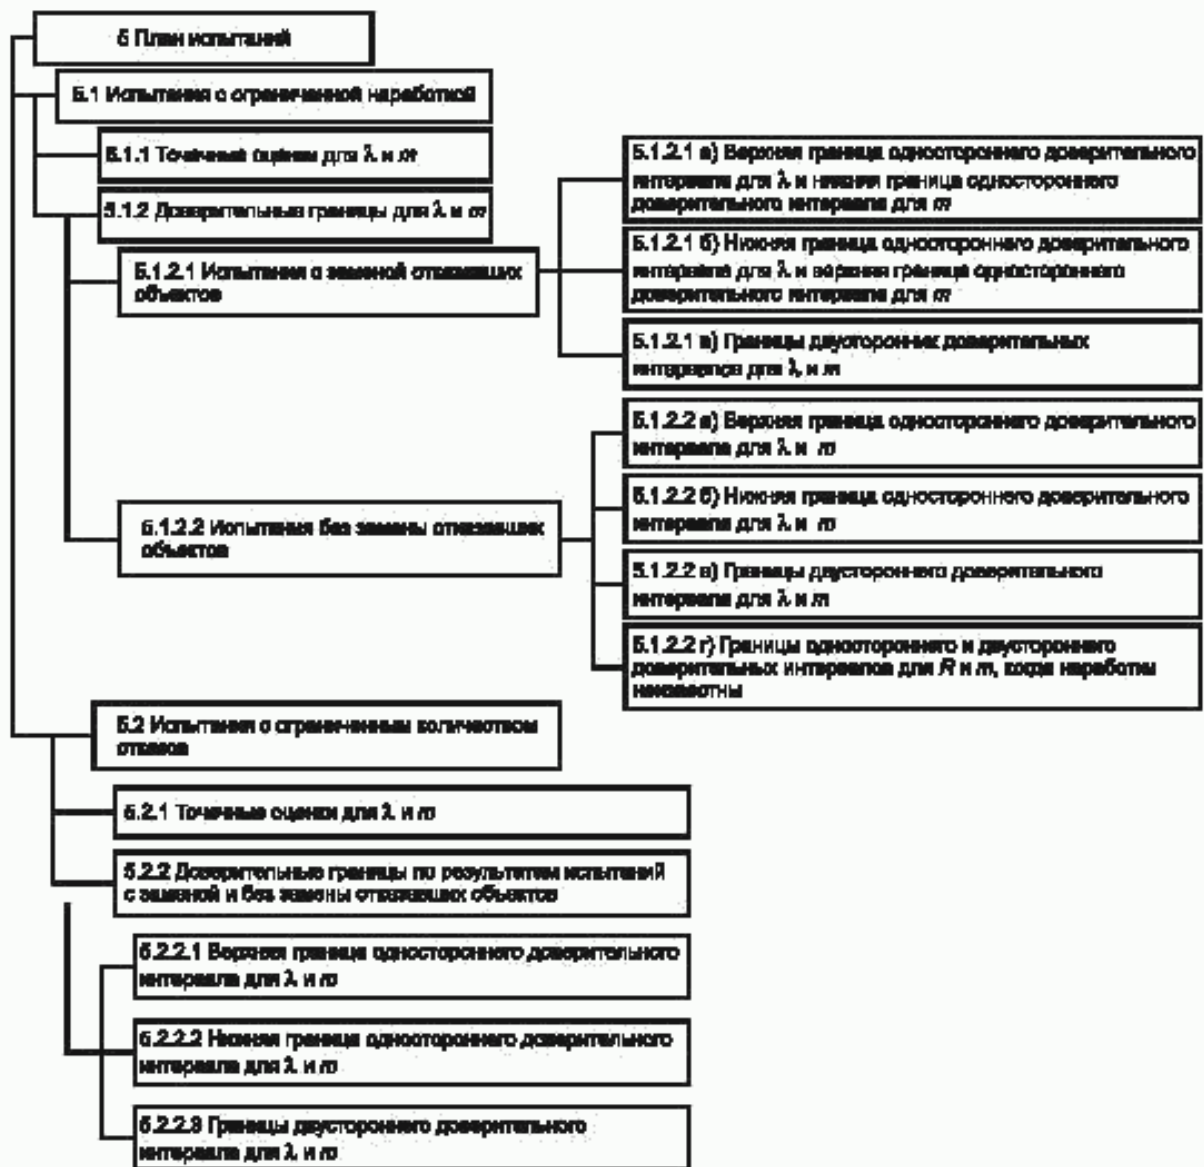 5 План испытаний
5.1 Испытания с ограниченной наработкой
5.1.1 Точечные оценки для λ и m
5.1.2 Доверительные границы для λ и m
5.1.2.1 Испытания с заменой отказавших
объектов
5.1.2.1 а) Верхняя граница одностороннего доверительного
интервала для λ и нижняя граница одностороннего
доверительного интервала для m
5.1.2.1 б) Нижняя граница одностороннего доверительного
интервала для λ и верхняя граница одностороннего
доверительного интервала для m
5.1.2.1 в) Границы двусторонних доверительных
интервалов для λ и m
5.1.2.2 Испытания без замены отказавших
объектов
5.1.2.2 а) Верхняя граница одностороннего доверительного
интервала для λ и m
5.1.2.2 б) Нижняя граница одностороннего доверительного
интервала для λ и m
5.1.2.2 в) Границы двустороннего доверительного
интервала для λ и m
5.1.2.2 г) Границы одностороннего и двустороннего
доверительных интервалов для R и m, когда наработки
неизвестны
5.2 Испытания с ограниченным количеством
отказов
5.2.1 Точечные оценки для λ и m
5.2.2 Доверительные границы по результатам испытаний
с заменой и без замены отказавших объектов
5.2.2.1 Верхняя граница одностороннего доверительного
интервала для λ и m
5.2.2.2 Нижняя граница одностороннего доверительного
интервала для λ и m
5.2.2.3 Границы двустороннего доверительного
интервала для λ и m